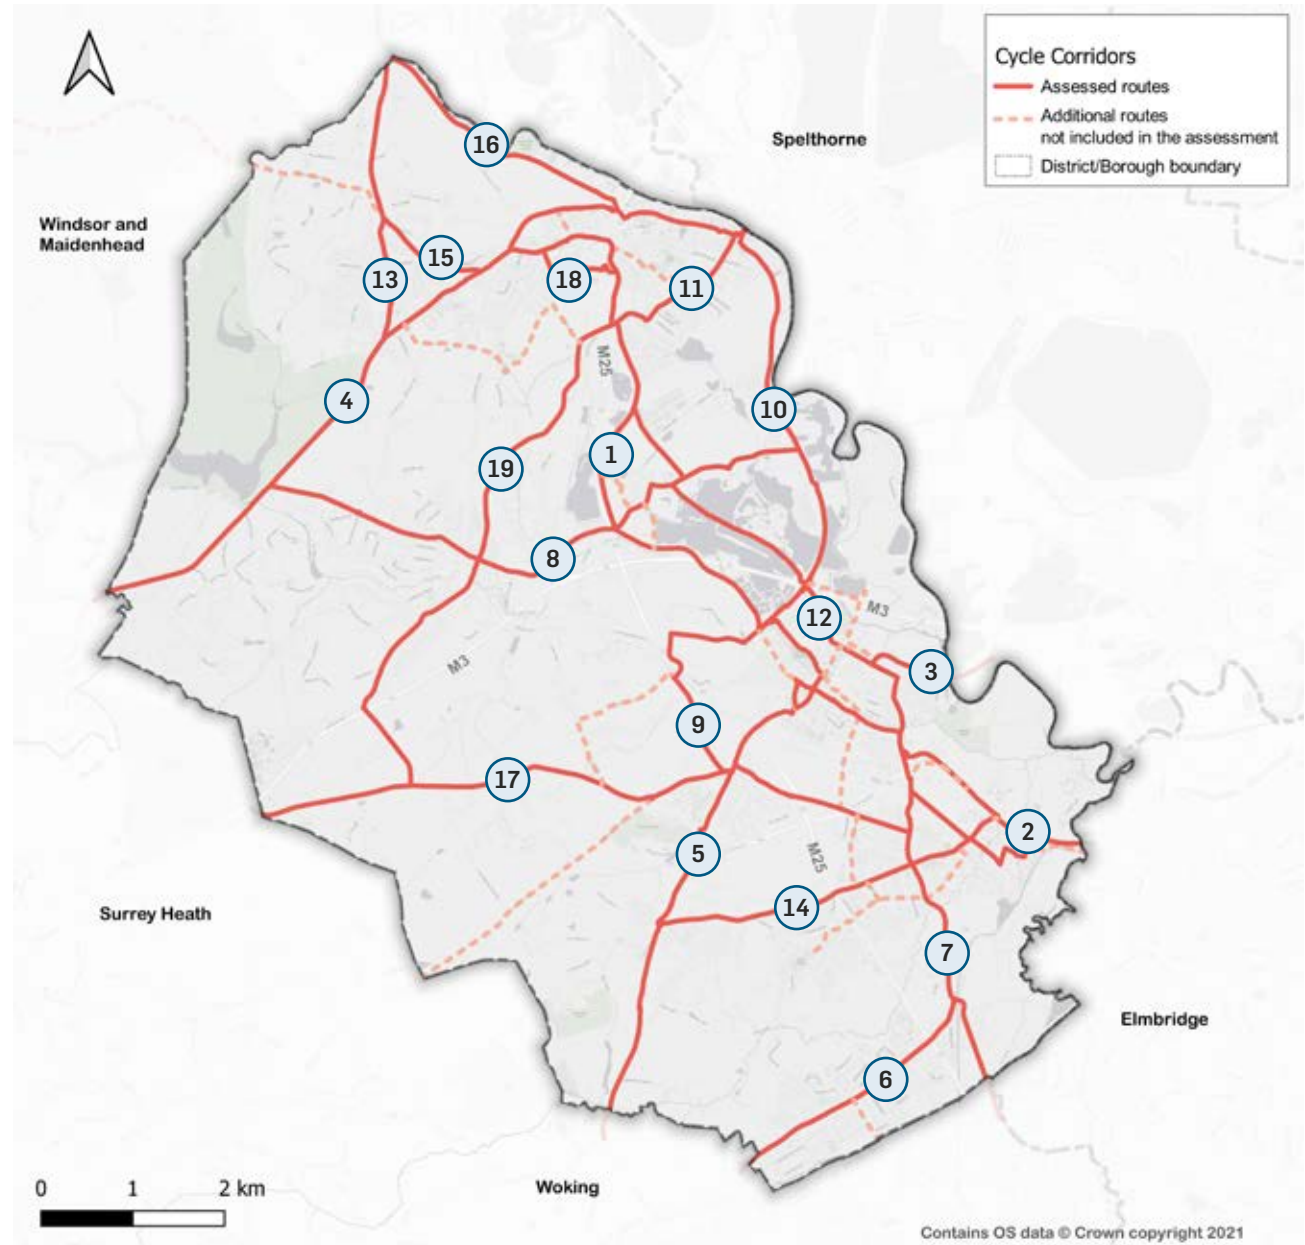 Cycle Corridors
Assessed routes
Additional routes
not included in the assessment
District/Borough boundary
Spelthorne
16
Windsor and
Maidenhead
15
13
18
11
M25
4
10
1
19
8
12
M3
M3
3
9
17
2
5
M25
14
Surrey Heath
7
Elmbridge
6
Woking
0 1 2 km
Contains OS data © Crown copyright 2021